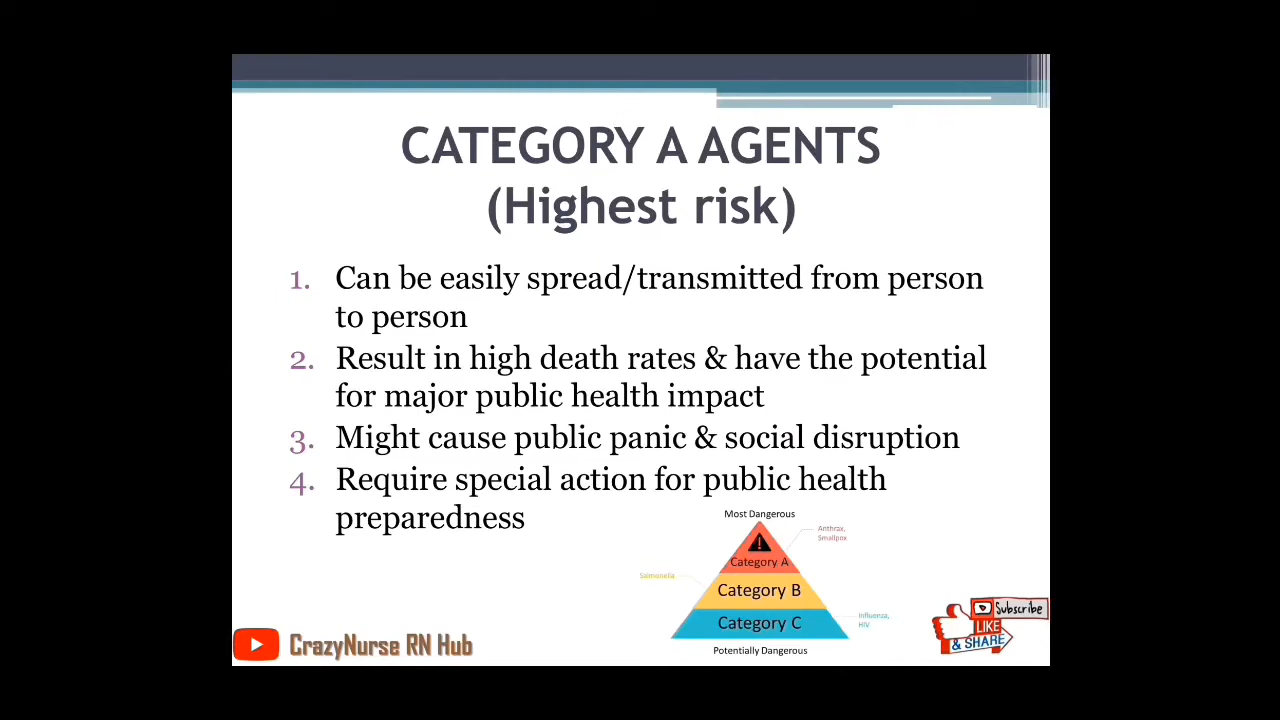 CATEGORY A AGENTS
(Highest risk)
1. Can be easily spread/transmitted from person
to person
2. Result in high death rates & have the potential
for major public health impact
3. Might cause public panic & social disruption
4. Require special action for public health
preparedness
Most Dangerous
Anthrax,
Smallpox
Category A
Salmonella
Category B
Influenza,
HIV
Category C
Potentially Dangerous
CrazyNurse RN Hub
Subscribe
LIKE
& SHARE